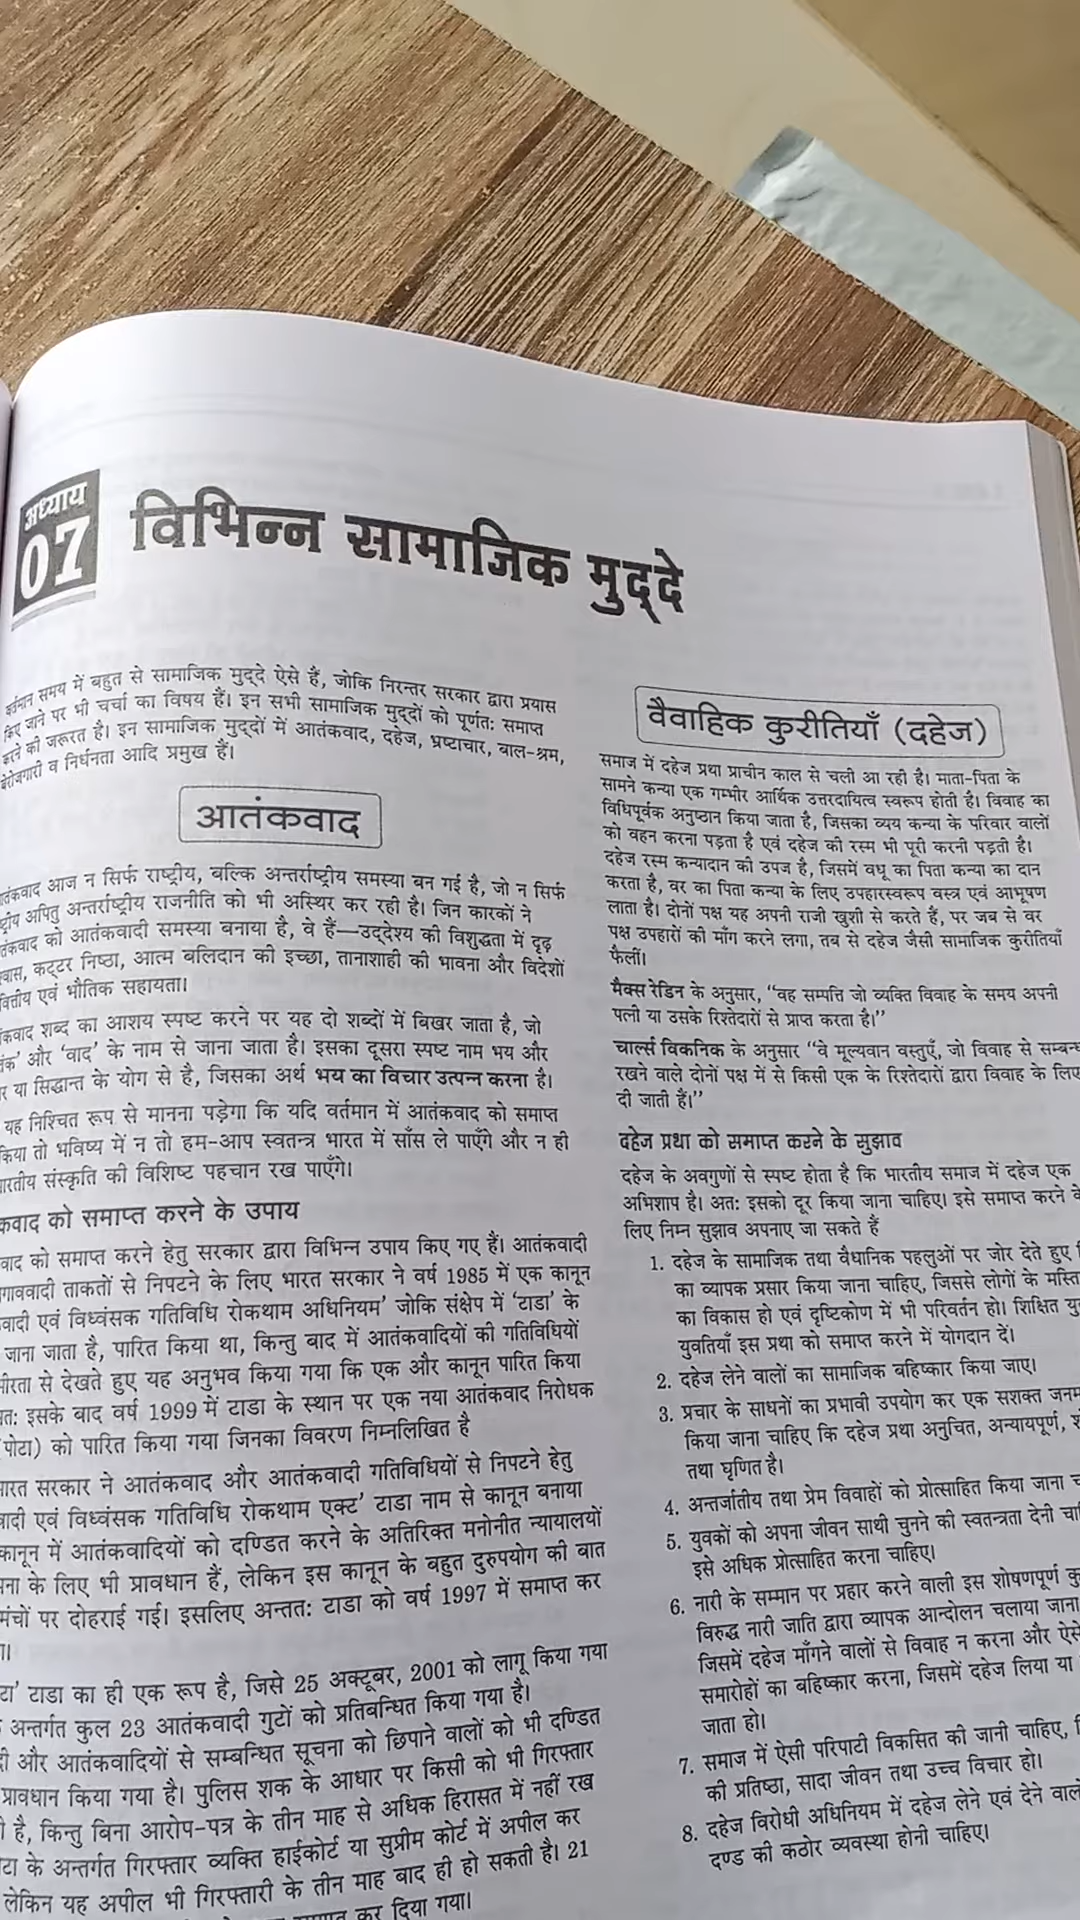 अध्याय
07
विभिन्न सामाजिक मुद्दे
वर्तमान समय में बहुत से सामाजिक मुद्दे ऐसे हैं, जोकि निरन्तर सरकार द्वारा प्रयास
किए जाने पर भी चर्चा का विषय हैं। इन सभी सामाजिक मुद्दों को पूर्णतः समाप्त
करने की जरूरत है। इन सामाजिक मुद्दों में आतंकवाद, दहेज, भ्रष्टाचार, बाल-श्रम,
बेरोजगारी व निर्धनता आदि प्रमुख हैं।
आतंकवाद
आज न सिर्फ राष्ट्रीय, बल्कि अन्तर्राष्ट्रीय समस्या बन गई है, जो न सिर्फ
अपितु अन्तर्राष्ट्रीय राजनीति को भी अस्थिर कर रही है। जिन कारकों ने
को आतंकवादी समस्या बनाया है, वे हैं—उद्देश्य की विशुद्धता में दृढ़
कट्टर निष्ठा, आत्म बलिदान की इच्छा, तानाशाही की भावना और विदेशों
वित्तीय एवं भौतिक सहायता।
शब्द का आशय स्पष्ट करने पर यह दो शब्दों में बिखर जाता है, जो
और 'वाद' के नाम से जाना जाता है। इसका दूसरा स्पष्ट नाम भय और
या सिद्धान्त के योग से है, जिसका अर्थ भय का विचार उत्पन्न करना है।
यह निश्चित रूप से मानना पड़ेगा कि यदि वर्तमान में आतंकवाद को समाप्त
किया तो भविष्य में न तो हम-आप स्वतन्त्र भारत में साँस ले पाएँगे और न ही
संस्कृति की विशिष्ट पहचान रख पाएँगे।
को समाप्त करने के उपाय
को समाप्त करने हेतु सरकार द्वारा विभिन्न उपाय किए गए हैं। आतंकवादी
ताकतों से निपटने के लिए भारत सरकार ने वर्ष 1985 में एक कानून
एवं विध्वंसक गतिविधि रोकथाम अधिनियम' जोकि संक्षेप में 'टाडा' के
जाना जाता है, पारित किया था, किन्तु बाद में आतंकवादियों की गतिविधियों
से देखते हुए यह अनुभव किया गया कि एक और कानून पारित किया
इसके बाद वर्ष 1999 में टाडा के स्थान पर एक नया आतंकवाद निरोधक
(पोटा) को पारित किया गया जिनका विवरण निम्नलिखित है
सरकार ने आतंकवाद और आतंकवादी गतिविधियों से निपटने हेतु
एवं विध्वंसक गतिविधि रोकथाम एक्ट' टाडा नाम से कानून बनाया
कानून में आतंकवादियों को दण्डित करने के अतिरिक्त मनोनीत न्यायालयों
के लिए भी प्रावधान हैं, लेकिन इस कानून के बहुत दुरुपयोग की बात
मंचों पर दोहराई गई। इसलिए अन्ततः टाडा को वर्ष 1997 में समाप्त कर
टाडा का ही एक रूप है, जिसे 25 अक्टूबर, 2001 को लागू किया गया
अन्तर्गत कुल 23 आतंकवादी गुटों को प्रतिबन्धित किया गया है।
और आतंकवादियों से सम्बन्धित सूचना को छिपाने वालों को भी दण्डित
प्रावधान किया गया है। पुलिस शक के आधार पर किसी को भी गिरफ्तार
है, किन्तु बिना आरोप-पत्र के तीन माह से अधिक हिरासत में नहीं रख
के अन्तर्गत गिरफ्तार व्यक्ति हाईकोर्ट या सुप्रीम कोर्ट में अपील कर
लेकिन यह अपील भी गिरफ्तारी के तीन माह बाद ही हो सकती है। 21
कर दिया गया।
वैवाहिक कुरीतियाँ (दहेज)
समाज में दहेज प्रथा प्राचीन काल से चली आ रही है। माता-पिता के
सामने कन्या एक गम्भीर आर्थिक उत्तरदायित्व स्वरूप होती है। विवाह का
विधिपूर्वक अनुष्ठान किया जाता है, जिसका व्यय कन्या के परिवार वालों
को वहन करना पड़ता है एवं दहेज की रस्म भी पूरी करनी पड़ती है।
दहेज रस्म कन्यादान की उपज है, जिसमें वधू का पिता कन्या का दान
करता है, वर का पिता कन्या के लिए उपहारस्वरूप वस्त्र एवं आभूषण
लाता है। दोनों पक्ष यह अपनी राजी खुशी से करते हैं, पर जब से वर
पक्ष उपहारों की माँग करने लगा, तब से दहेज जैसी सामाजिक कुरीतियाँ
फैलीं।
मैक्स रेडिन के अनुसार, "वह सम्पत्ति जो व्यक्ति विवाह के समय अपनी
पत्नी या उसके रिश्तेदारों से प्राप्त करता है।"
चार्ल्स विकनिक के अनुसार "वे मूल्यवान वस्तुएँ, जो विवाह से सम्बन्ध
रखने वाले दोनों पक्ष में से किसी एक के रिश्तेदारों द्वारा विवाह के लिए
दी जाती हैं।"
दहेज प्रथा को समाप्त करने के सुझाव
दहेज के अवगुणों से स्पष्ट होता है कि भारतीय समाज में दहेज एक
अभिशाप है। अतः इसको दूर किया जाना चाहिए। इसे समाप्त करने के
लिए निम्न सुझाव अपनाए जा सकते हैं
1. दहेज के सामाजिक तथा वैधानिक पहलुओं पर जोर देते हुए
का व्यापक प्रसार किया जाना चाहिए, जिससे लोगों के
का विकास हो एवं दृष्टिकोण में भी परिवर्तन हो। शिक्षित
युवतियाँ इस प्रथा को समाप्त करने में योगदान दें।
2. दहेज लेने वालों का सामाजिक बहिष्कार किया जाए।
3. प्रचार के साधनों का प्रभावी उपयोग कर एक सशक्त
किया जाना चाहिए कि दहेज प्रथा अनुचित, अन्यायपूर्ण,
तथा घृणित है।
4. अन्तर्जातीय तथा प्रेम विवाहों को प्रोत्साहित किया जाना
5. युवकों को अपना जीवन साथी चुनने की स्वतन्त्रता देनी
इसे अधिक प्रोत्साहित करना चाहिए।
6. नारी के सम्मान पर प्रहार करने वाली इस शोषणपूर्ण
विरुद्ध नारी जाति द्वारा व्यापक आन्दोलन चलाया जाना
जिसमें दहेज माँगने वालों से विवाह न करना और ऐसे
समारोहों का बहिष्कार करना, जिसमें दहेज लिया या
जाता हो।
7. समाज में ऐसी परिपाटी विकसित की जानी चाहिए,
की प्रतिष्ठा, सादा जीवन तथा उच्च विचार हो।
8. दहेज विरोधी अधिनियम में दहेज लेने एवं देने वालों
दण्ड की कठोर व्यवस्था होनी चाहिए।